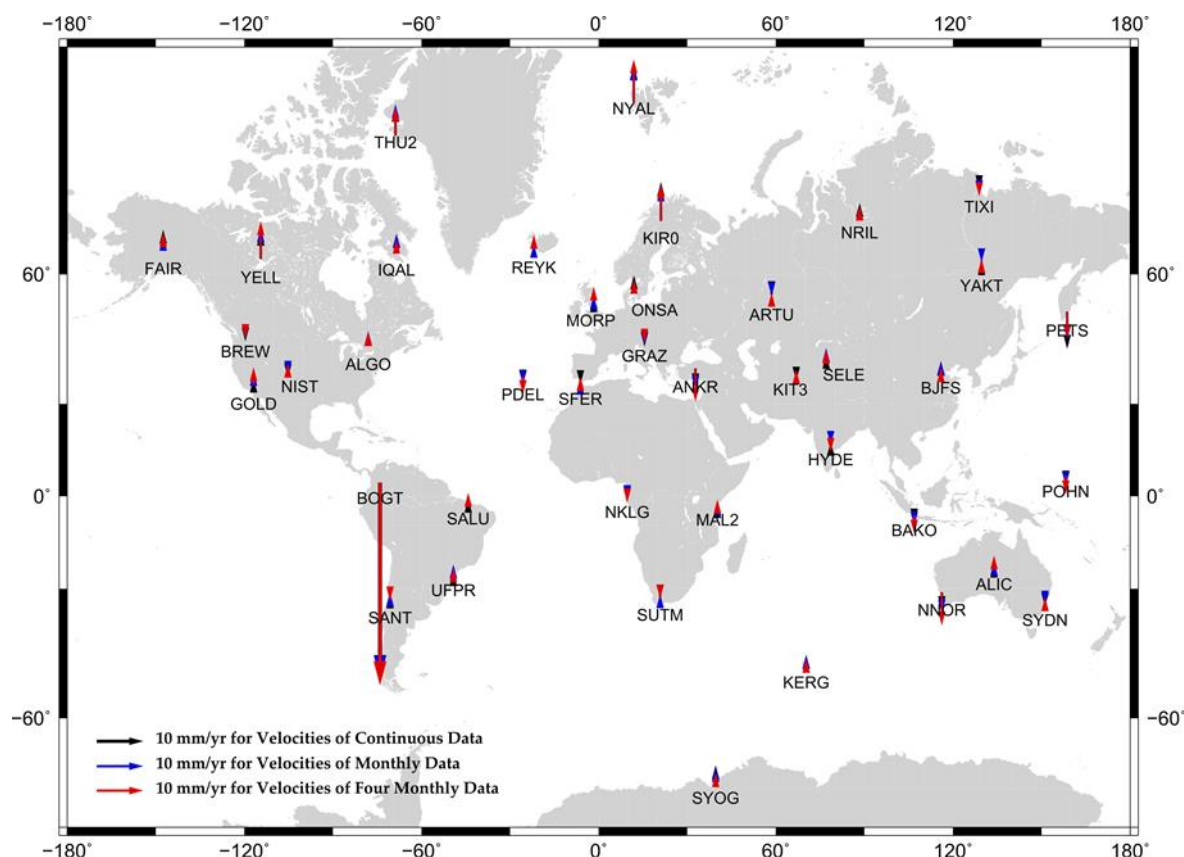 −180˚ −120˚ −60˚ 0˚ 60˚ 120˚ 180˚
NYAL
THU2
TIXI
NRIL
KIR0
FAIR
YELL
IQAL
REYK
60˚ 60˚
YAKT
ONSA
MORP
ARTU
PETS
BREW
ALGO
GRAZ
SELE
NIST
GOLD
PDEL
SFER
ANKR
KIT3
BJFS
HYDE
0˚ 0˚
BOGT
POHN
SALU
NKLG
MAL2
BAKO
UFPR
ALIC
SANT
SUTM
NNOR
SYDN
KERG
−60˚ −60˚
10 mm/yr for Velocities of Continuous Data
10 mm/yr for Velocities of Monthly Data
10 mm/yr for Velocities of Four Monthly Data
SYOG
−180˚ −120˚ −60˚ 0˚ 60˚ 120˚ 180˚